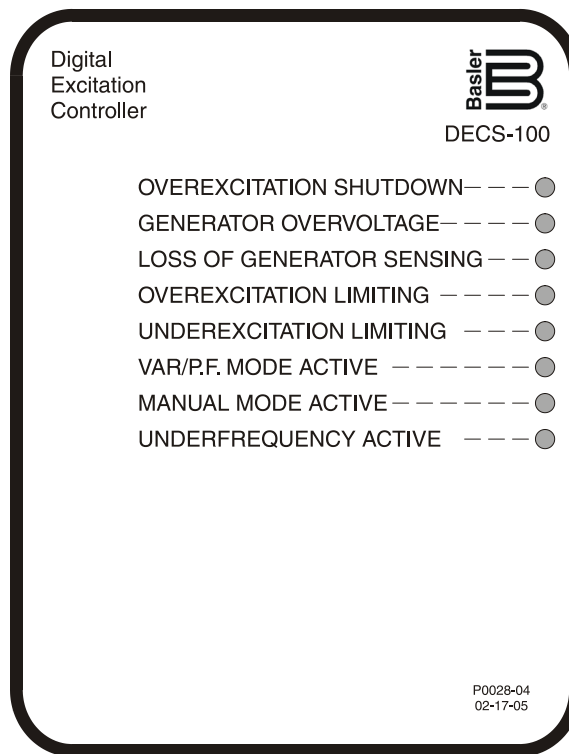 Digital
Excitation
Controller
Basler
®
DECS-100
OVEREXCITATION SHUTDOWN
GENERATOR OVERVOLTAGE
LOSS OF GENERATOR SENSING
OVEREXCITATION LIMITING
UNDEREXCITATION LIMITING
VAR/P.F. MODE ACTIVE
MANUAL MODE ACTIVE
UNDERFREQUENCY ACTIVE
P0028-04
02-17-05